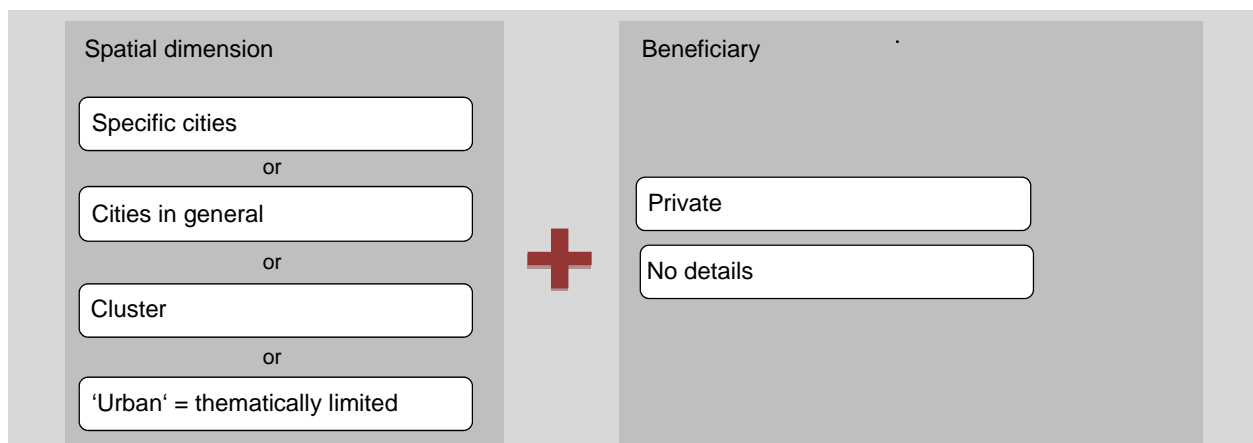 Spatial dimension
Specific cities
or
Cities in general
or
Cluster
or
‘Urban‘ = thematically limited
Beneficiary
Private
No details